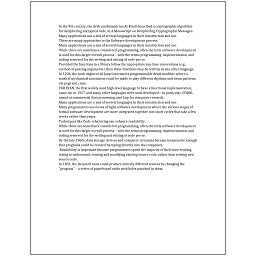 In the 9th century, the Arab mathematician Al-Kindi described a cryptographic algorithm
for deciphering encrypted code, in A Manuscript on Deciphering Cryptographic Messages.
Many applications use a mix of several languages in their construction and use.
There are many approaches to the Software development process.
Many applications use a mix of several languages in their construction and use.
While these are sometimes considered programming, often the term software development
is used for this larger overall process – with the terms programming, implementation, and
coding reserved for the writing and editing of code per se.
Provided the functions in a library follow the appropriate run-time conventions (e.g.,
method of passing arguments), then these functions may be written in any other language.
In 1206, the Arab engineer Al-Jazari invented a programmable drum machine where a
musical mechanical automaton could be made to play different rhythms and drum patterns,
via pegs and cams.
FORTRAN, the first widely used high-level language to have a functional implementation,
came out in 1957 and many other languages were soon developed – in particular, COBOL
aimed at commercial data processing, and Lisp for computer research.
Many applications use a mix of several languages in their construction and use.
Many programmers use forms of Agile software development where the various stages of
formal software development are more integrated together into short cycles that take a few
weeks rather than years.
Techniques like Code refactoring can enhance readability.
While these are sometimes considered programming, often the term software development
is used for this larger overall process – with the terms programming, implementation, and
coding reserved for the writing and editing of code per se.
By the late 1960s, data storage devices and computer terminals became inexpensive enough
that programs could be created by typing directly into the computers.
Readability is important because programmers spend the majority of their time reading,
trying to understand, reusing and modifying existing source code, rather than writing new
source code.
In 1801, the Jacquard loom could produce entirely different weaves by changing the
"program" – a series of pasteboard cards with holes punched in them.